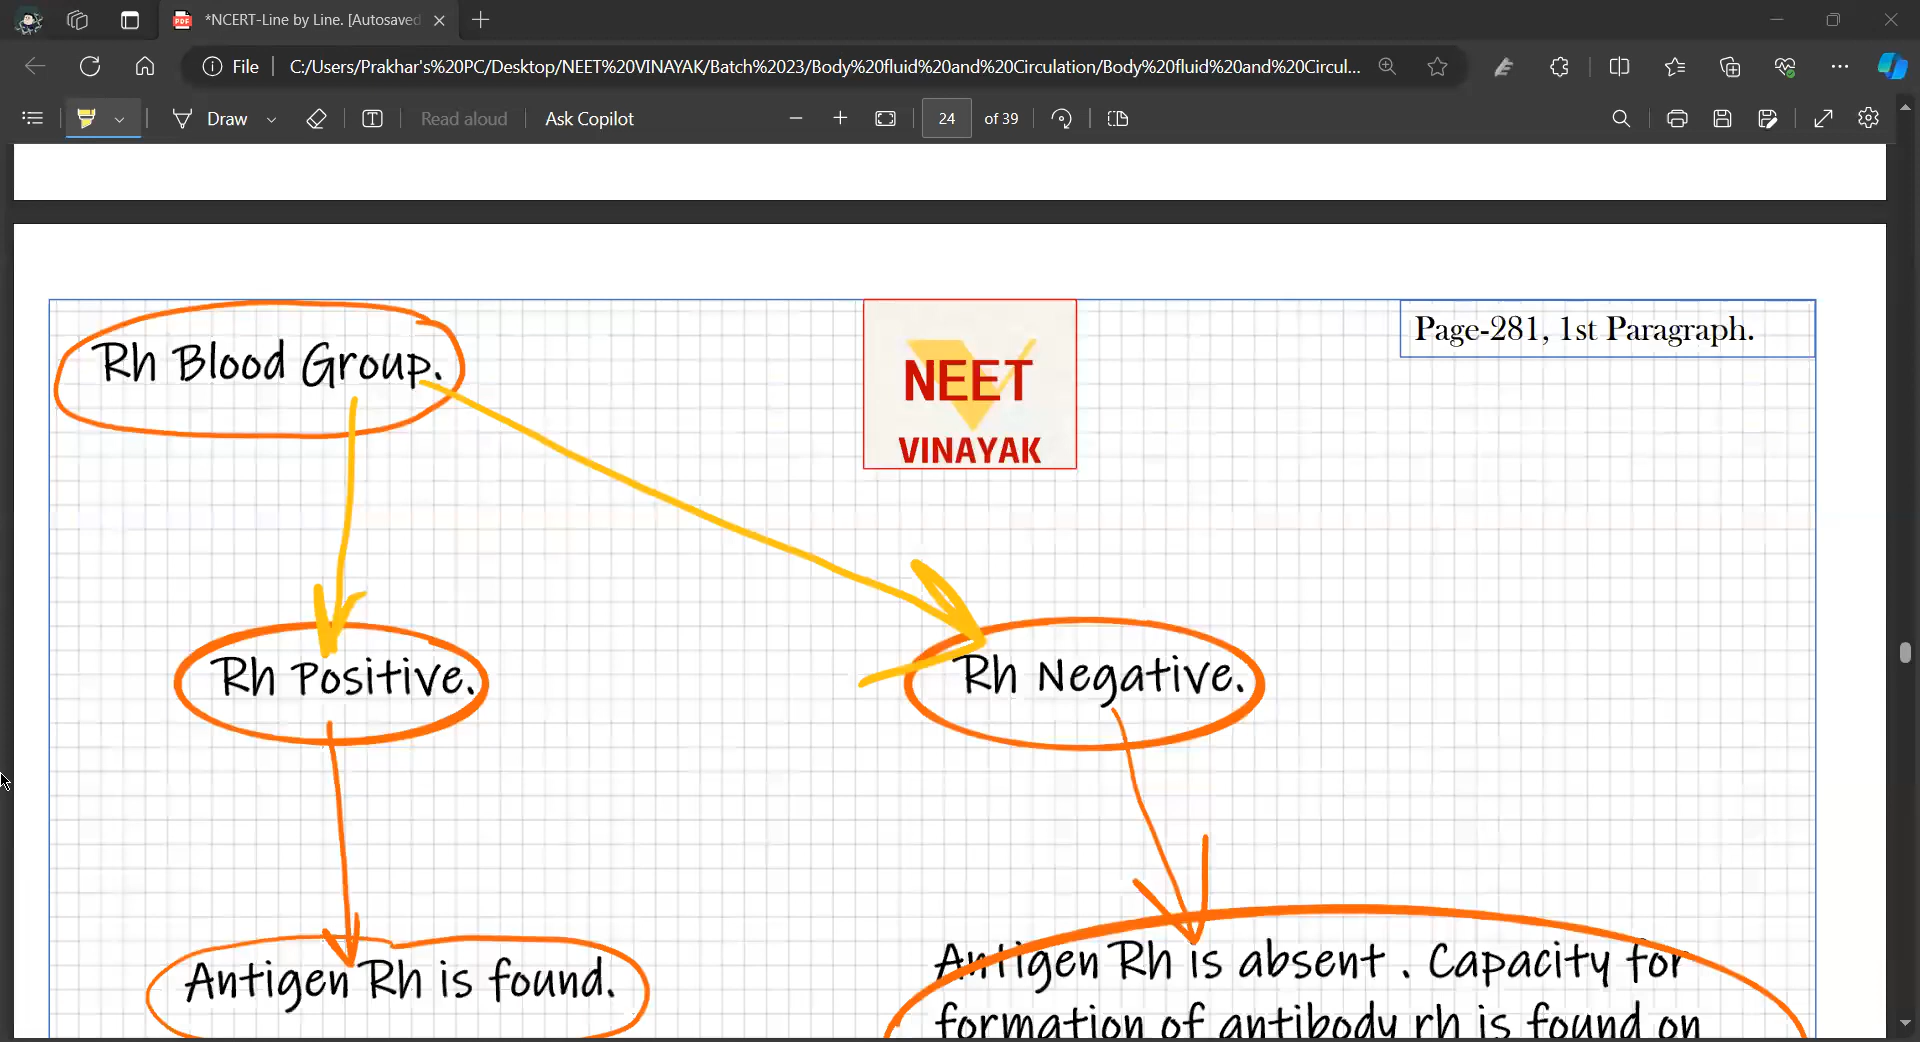 *NCERT-Line by Line. [Autosaved
File
C:/Users/Prakhar's%20PC/Desktop/NEET%20VINAYAK/Batch%2023/Body%20fluid%20and%20Circulation/Body%20fluid%20and%20Circul...
Draw
Read aloud
Ask Copilot
24 of 39
Rh Blood Group.
NEET
VINAYAK
Page-281, 1st Paragraph.
Rh Positive.
Rh Negative.
Antigen Rh is found.
Antigen Rh is absent . Capacity for
formation of antibody rh is found on